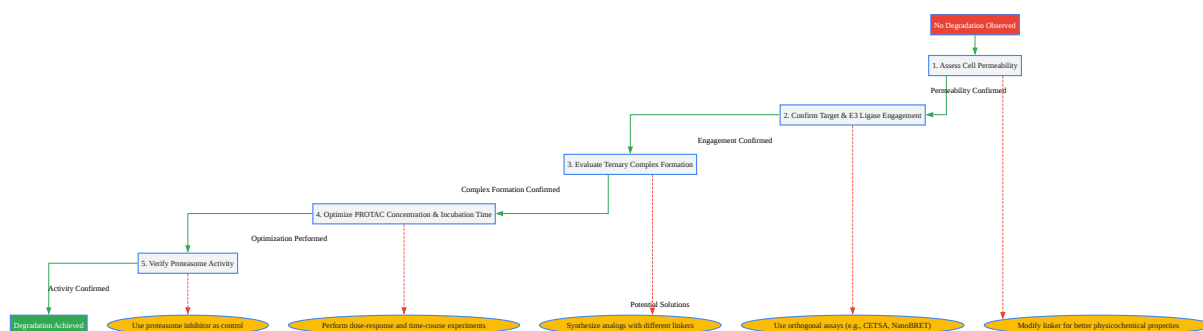 No Degradation Observed
1. Assess Cell Permeability
Permeability Confirmed
2. Confirm Target & E3 Ligase Engagement
Engagement Confirmed
3. Evaluate Ternary Complex Formation
Complex Formation Confirmed
4. Optimize PROTAC Concentration & Incubation Time
Optimization Performed
5. Verify Proteasome Activity
Activity Confirmed
Potential Solutions
Degradation Achieved
Use proteasome inhibitor as control
Perform dose-response and time-course experiments
Synthesize analogs with different linkers
Use orthogonal assays (e.g., CETSA, NanoBRET)
Modify linker for better physicochemical properties